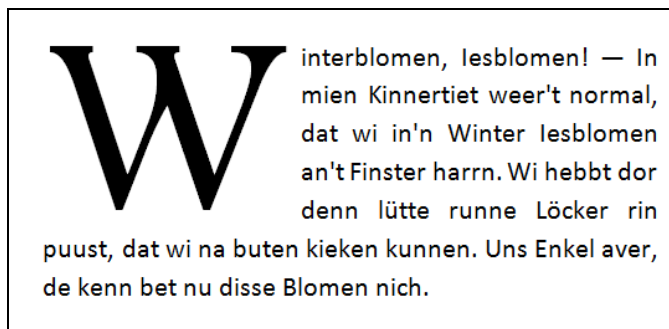 Winterblomen, Iesblomen! — In
mien Kinnertiet weer't normal,
dat wi in'n Winter Iesblomen
an't Finster harrn. Wi hebbt dor
denn lütte runne Löcker rin
puust, dat wi na buten kieken kunnen. Uns Enkel aver,
de kenn bet nu disse Blomen nich.